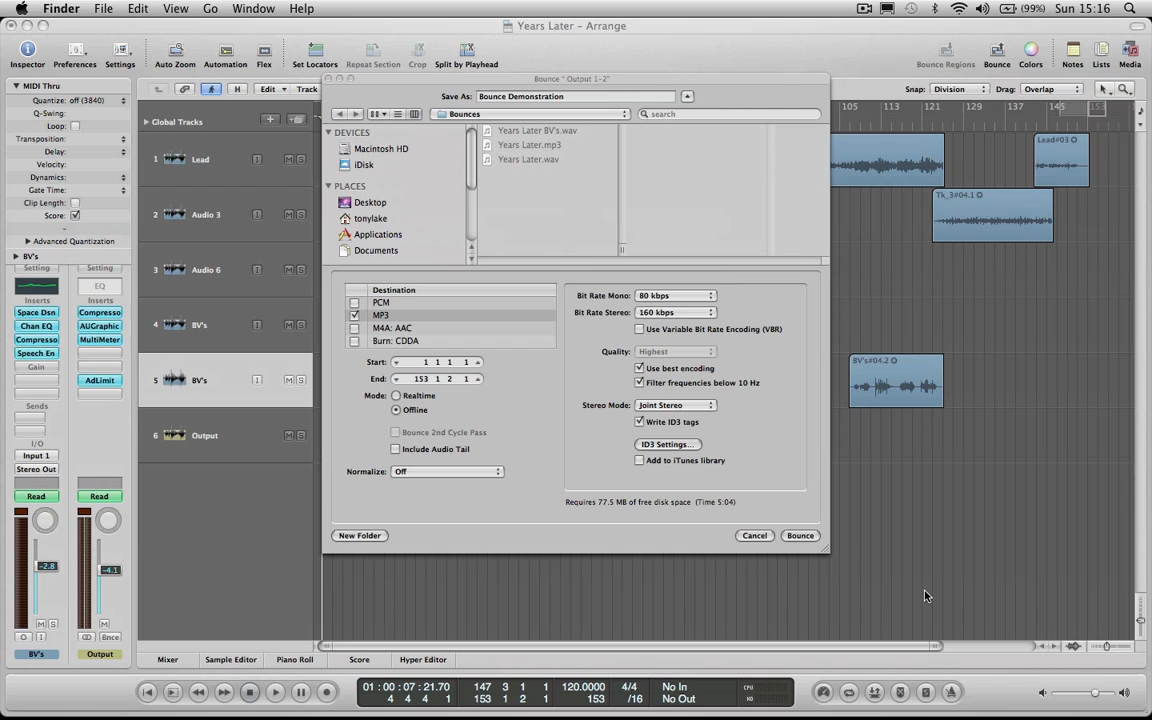 Finder File Edit View Go Window Help (99%) Sun 15:16
Years Later - Arrange
Inspector Preferences Settings Auto Zoom Automation Flex Set Locators Repeat Section Crop Split by Playhead Bounce Regions Bounce Colors Notes Lists Media
MIDI Thru
Quantize: off (3840)
Q-Swing:
Loop:
Transposition:
Delay:
Velocity:
Dynamics:
Gate Time:
Clip Length:
Score:
Advanced Quantization
BV's
Setting Setting
EQ
Inserts Inserts
Space Dsn Compresso
Chan EQ AUGraphic
Compresso MultiMeter
Speech En
Gain AdLimit
Sends
I/O
Input 1
Stereo Out
Read Read
-2.8 -4.1
M S M
O I Bnce
BV's Output
H Edit Track
Snap: Division Drag: Overlap
Global Tracks
105 113 121 129 137 145 153
1 Lead I M S
2 Audio 3 I M S
3 Audio 6 I M S
4 BV's I M S
5 BV's I M S
6 Output M S
Lead#03
Tk_3#04.1
BV's#04.2
Bounce "Output 1-2"
Save As: Bounce Demonstration
Bounces
search
DEVICES
Macintosh HD
iDisk
PLACES
Desktop
tonylake
Applications
Documents
Years Later BV's.wav
Years Later.mp3
Years Later.wav
Destination
PCM
MP3
M4A: AAC
Burn: CDDA
Start: 1 1 1 1
End: 153 1 2 1
Mode: Realtime
Offline
Bounce 2nd Cycle Pass
Include Audio Tail
Normalize: Off
Bit Rate Mono: 80 kbps
Bit Rate Stereo: 160 kbps
Use Variable Bit Rate Encoding (VBR)
Quality: Highest
Use best encoding
Filter frequencies below 10 Hz
Stereo Mode: Joint Stereo
Write ID3 tags
ID3 Settings...
Add to iTunes library
Requires 77.5 MB of free disk space (Time 5:04)
New Folder Cancel Bounce
Mixer Sample Editor Piano Roll Score Hyper Editor
01:00:07:21.70 147 3 1 1 120.0000 4/4 No In CPU
4 4 4 1 153 1 2 1 153 /16 No Out HD